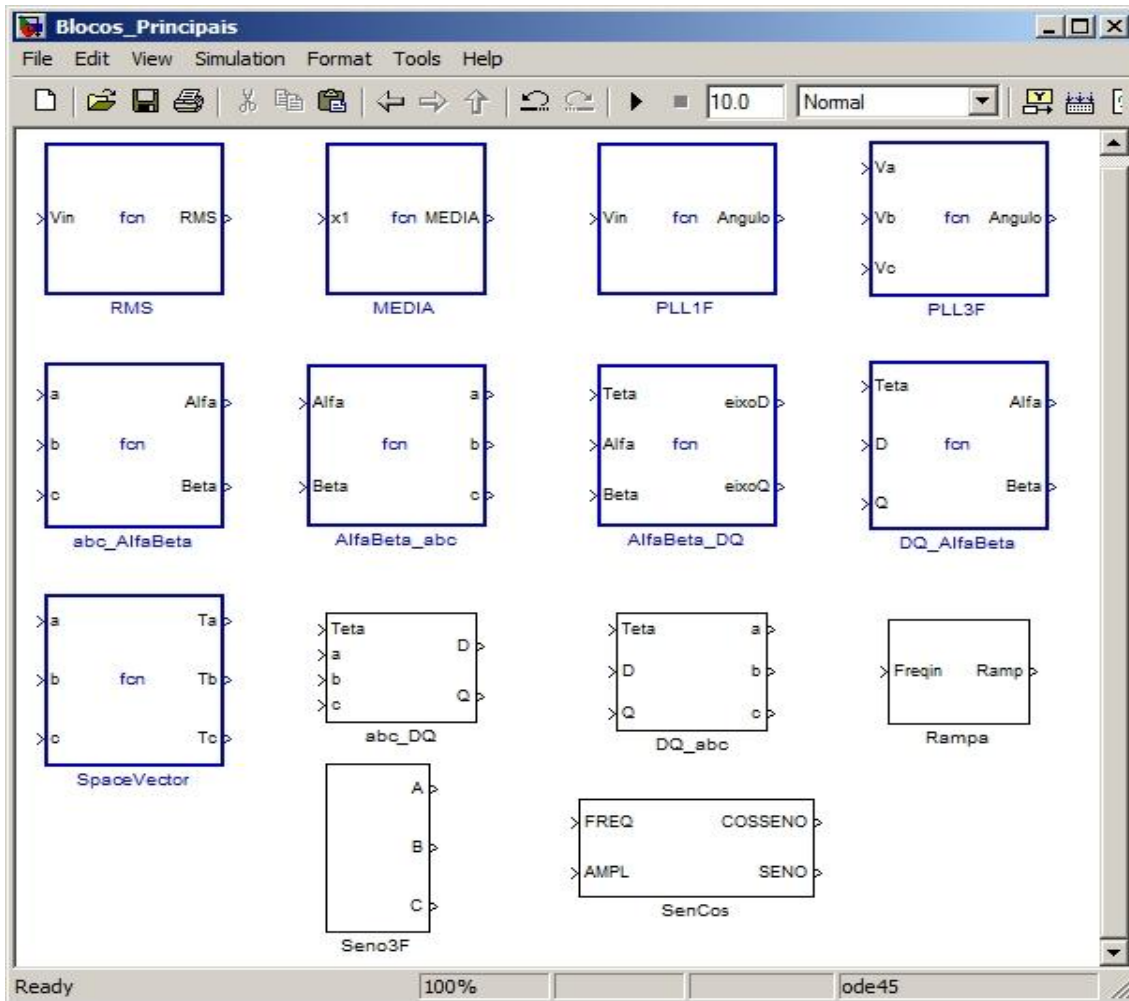 Blocos_Principais
File Edit View Simulation Format Tools Help
10.0 Normal
Vin fcn RMS
RMS
x1 fcn MEDIA
MEDIA
Vin fcn Angulo
PLL1F
Va
Vb fcn Angulo
Vc
PLL3F
a Alfa
b fcn
c Beta
abc_AlfaBeta
Alfa a
fcn b
Beta c
AlfaBeta_abc
Teta eixoD
Alfa fcn
Beta eixoQ
AlfaBeta_DQ
Teta Alfa
D fcn
Q Beta
DQ_AlfaBeta
a Ta
b fcn Tb
c Tc
SpaceVector
Teta
a D
b
c Q
abc_DQ
Teta a
D b
Q c
DQ_abc
Freqin Ramp
Rampa
A
B
C
Seno3F
FREQ COSSENO
AMPL SENO
SenCos
Ready 100% ode45